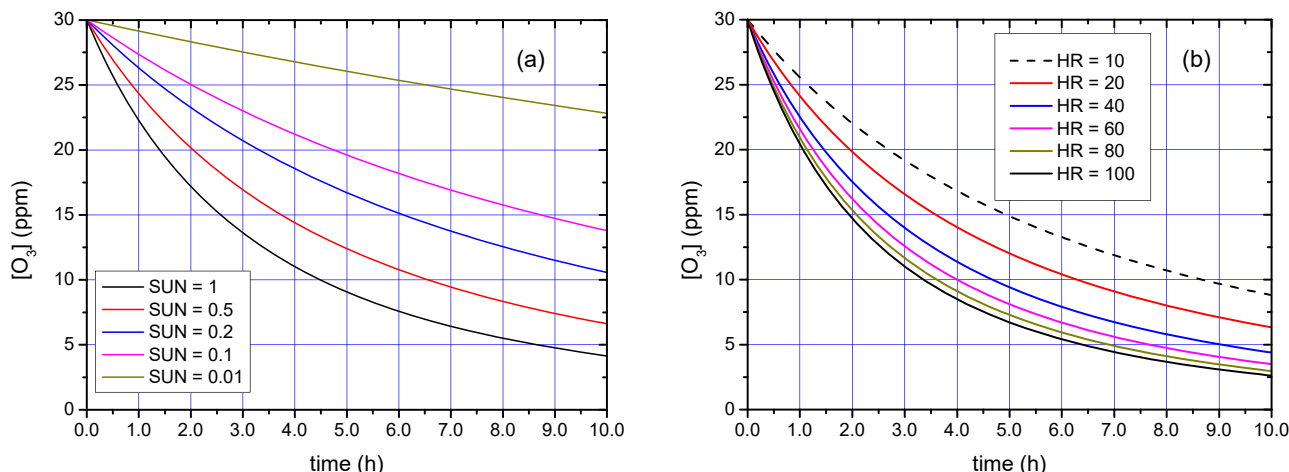 (a)
[O₃] (ppm)
30
25
20
15
10
5
0
SUN = 1
SUN = 0.5
SUN = 0.2
SUN = 0.1
SUN = 0.01
0.0 1.0 2.0 3.0 4.0 5.0 6.0 7.0 8.0 9.0 10.0
time (h)
(b)
[O₃] (ppm)
30
25
20
15
10
5
0
HR = 10
HR = 20
HR = 40
HR = 60
HR = 80
HR = 100
0.0 1.0 2.0 3.0 4.0 5.0 6.0 7.0 8.0 9.0 10.0
time (h)